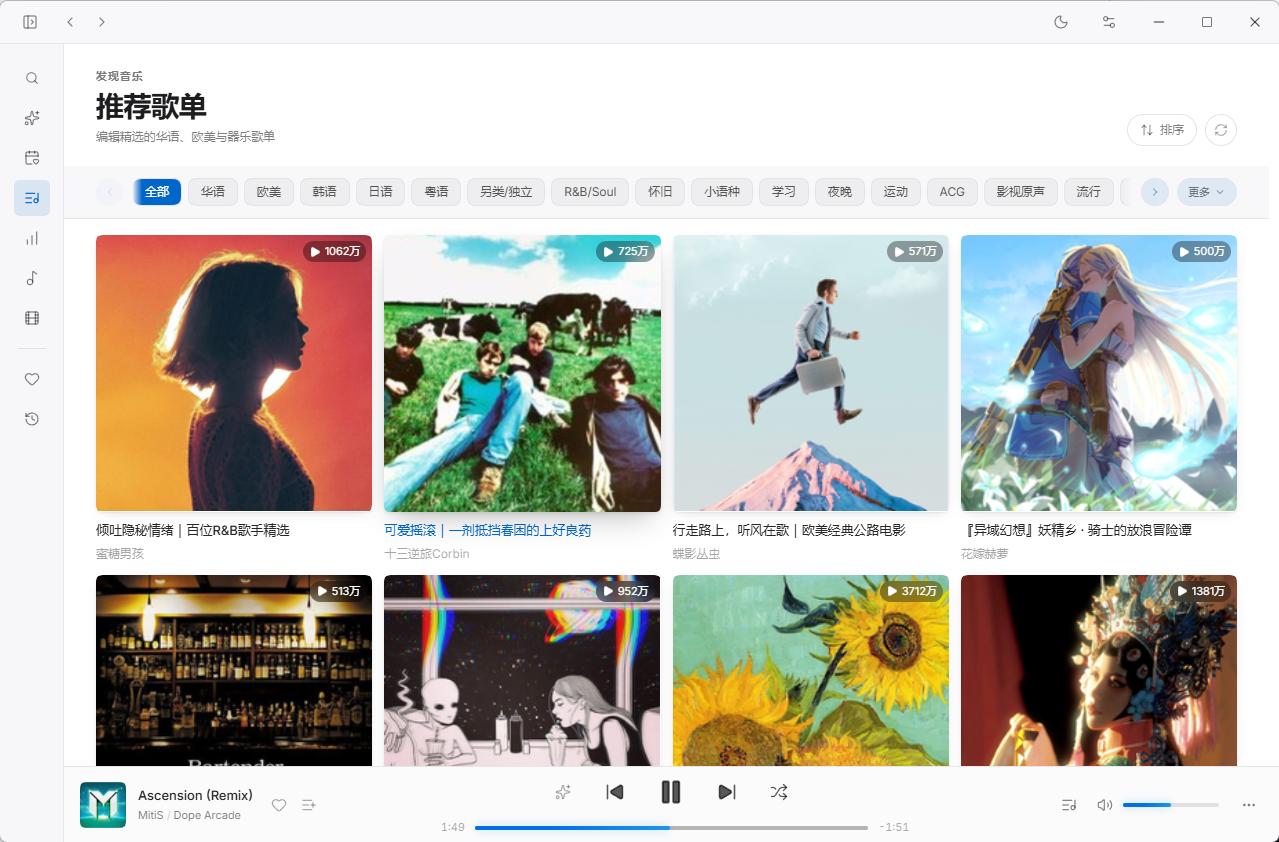 发现音乐
推荐歌单
编辑精选的华语、欧美与器乐歌单
排序
全部 华语 欧美 韩语 日语 粤语 另类/独立 R&B/Soul 怀旧 小语种 学习 夜晚 运动 ACG 影视原声 流行 更多
1062万 725万 571万 500万
倾吐隐秘情绪 | 百位R&B歌手精选
蜜糖男孩
可爱摇滚 | 一剂抵挡春困的上好良药
十三逆旅Corbin
行走路上，听风在歌 | 欧美经典公路电影
蝶影丛虫
『异域幻想』妖精乡 · 骑士的放浪冒险谭
花嫁赫萝
513万 952万 3712万 1381万
Bartender
Ascension (Remix)
MitiS / Dope Arcade
1:49 -1:51